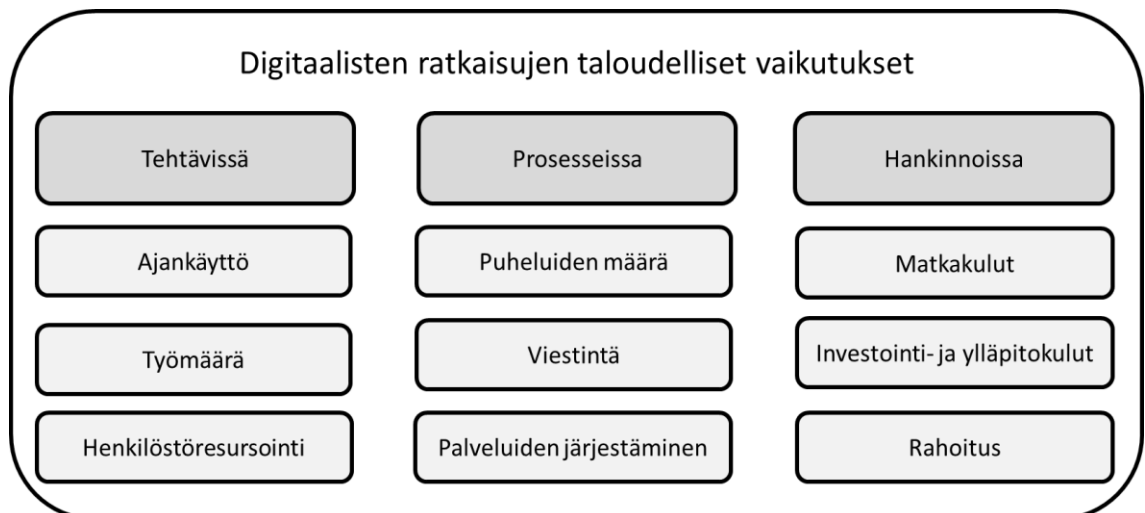 Digitaalisten ratkaisujen taloudelliset vaikutukset
Tehtävissä
Prosesseissa
Hankinnoissa
Ajankäyttö
Puheluiden määrä
Matkakulut
Työmäärä
Viestintä
Investointi- ja ylläpitokulut
Henkilöstöresursointi
Palveluiden järjestäminen
Rahoitus